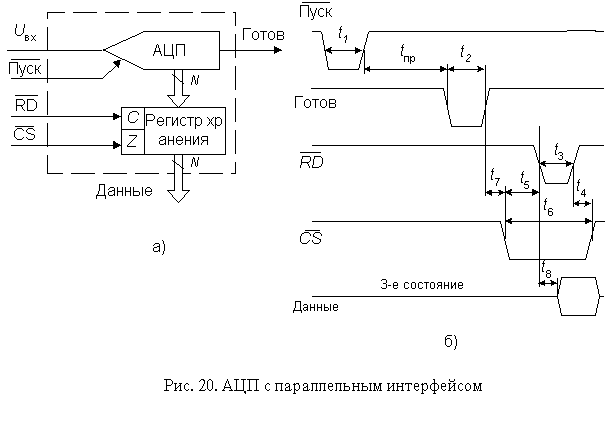 Uвх
АЦП
Готов
Пуск
N
RD
C
Регистр хр
анения
CS
Z
N
Данные
а)
Пуск
t1
tпр
t2
Готов
RD
t3
t7
t5
t4
t6
CS
t8
3-е состояние
Данные
б)
Рис. 20. АЦП с параллельным интерфейсом